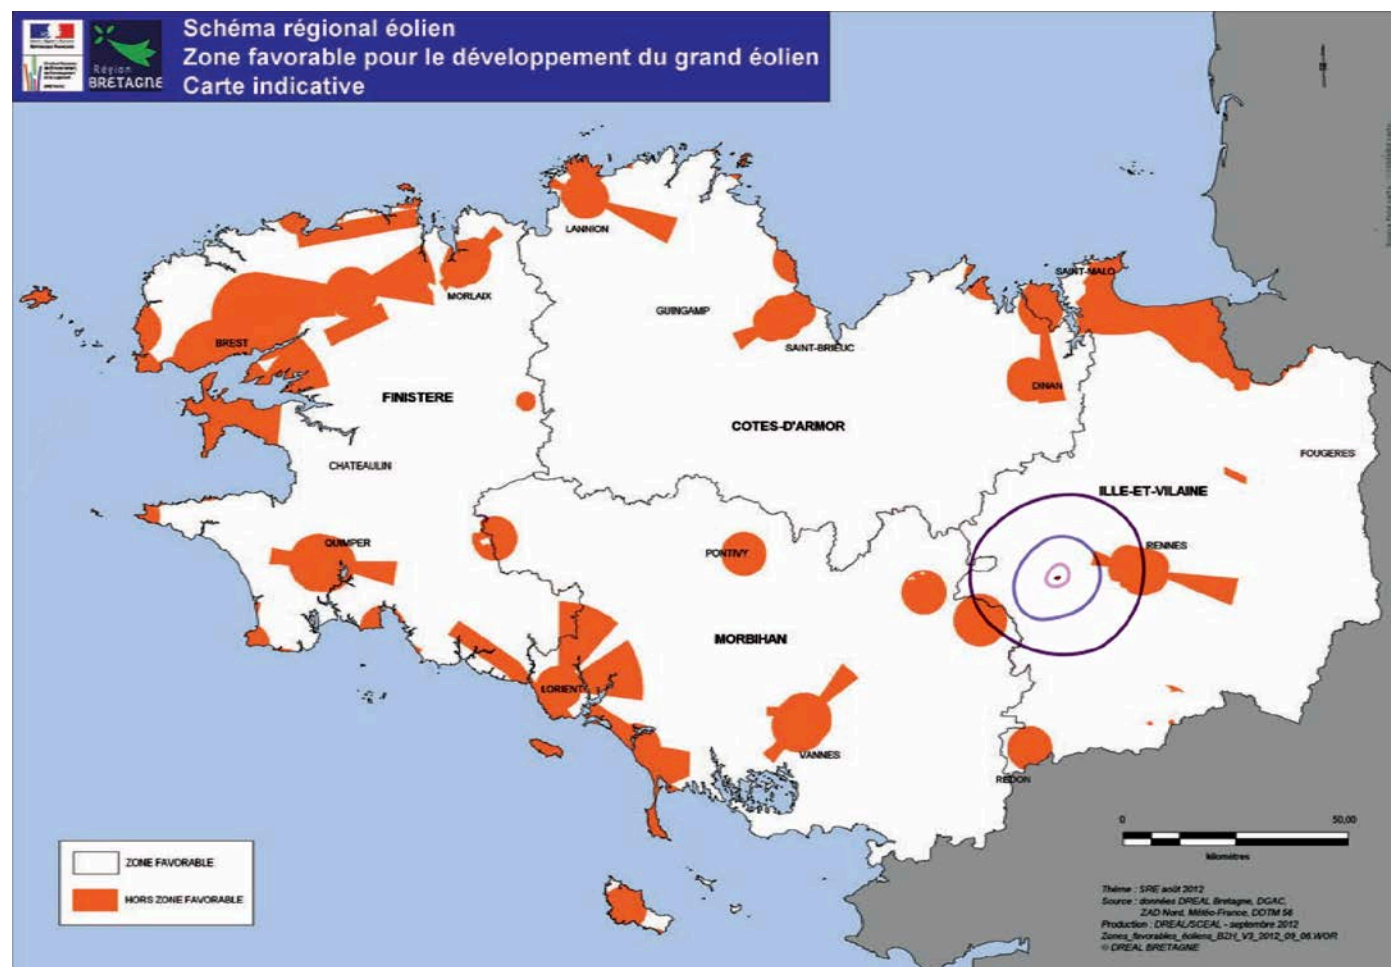 Schéma régional éolien
Zone favorable pour le développement du grand éolien
Carte indicative
Région
BRETAGNE
LANNION
MORLAIX
GUINGAMP
SAINT-MALO
BREST
SAINT-BRIEUC
DINAN
FINISTERE
COTES-D'ARMOR
CHATEAULIN
FOUGERES
ILLE-ET-VILAINE
QUIMPER
PONTIVY
RENNES
MORBIHAN
LORIENT
VANNES
REDON
ZONE FAVORABLE
HORS ZONE FAVORABLE
0 50,00
kilomètres
Thème : SRE août 2012
Source : données DREAL Bretagne, DGAC,
ZAD Nord, Météo-France, DDTM 56
Production : DREAL/SCEAL - septembre 2012
Zones_favorables_éoliens_B2H_V3_2012_09_06.WOR
© DREAL BRETAGNE